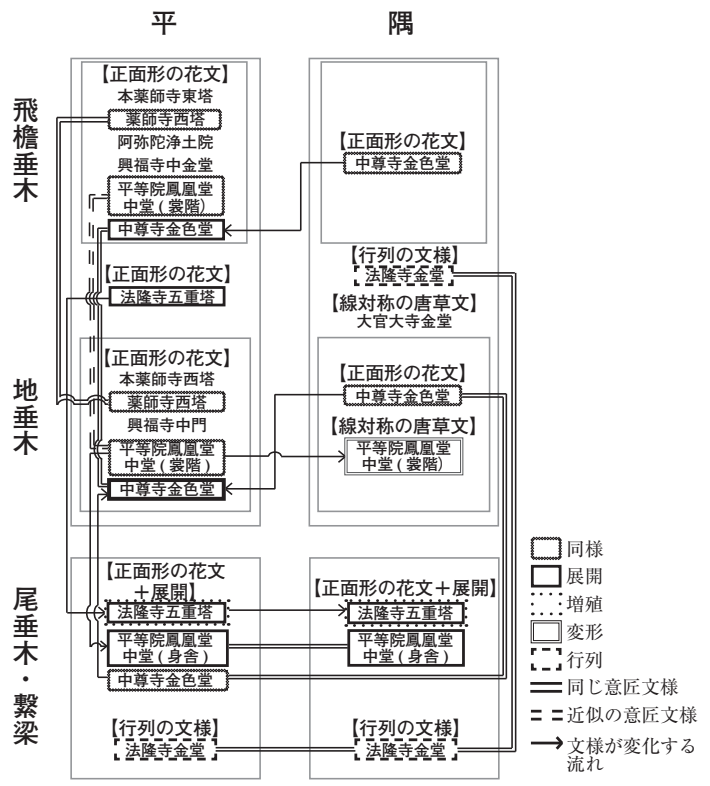 平
隅
飛檐垂木
【正面形の花文】
本薬師寺東塔
薬師寺西塔
阿弥陀浄土院
興福寺中金堂
平等院鳳凰堂
中堂(裳階)
中尊寺金色堂
【正面形の花文】
法隆寺五重塔
【正面形の花文】
中尊寺金色堂
【行列の文様】
法隆寺金堂
【線対称の唐草文】
大官大寺金堂
地垂木
【正面形の花文】
本薬師寺西塔
薬師寺西塔
興福寺中門
平等院鳳凰堂
中堂(裳階)
中尊寺金色堂
【正面形の花文】
中尊寺金色堂
【線対称の唐草文】
平等院鳳凰堂
中堂(裳階)
尾垂木・繋梁
【正面形の花文
+展開】
法隆寺五重塔
平等院鳳凰堂
中堂(身舎)
中尊寺金色堂
【行列の文様】
法隆寺金堂
【正面形の花文+展開】
法隆寺五重塔
平等院鳳凰堂
中堂(身舎)
【行列の文様】
法隆寺金堂
同様
展開
増殖
変形
行列
同じ意匠文様
近似の意匠文様
文様が変化する
流れ